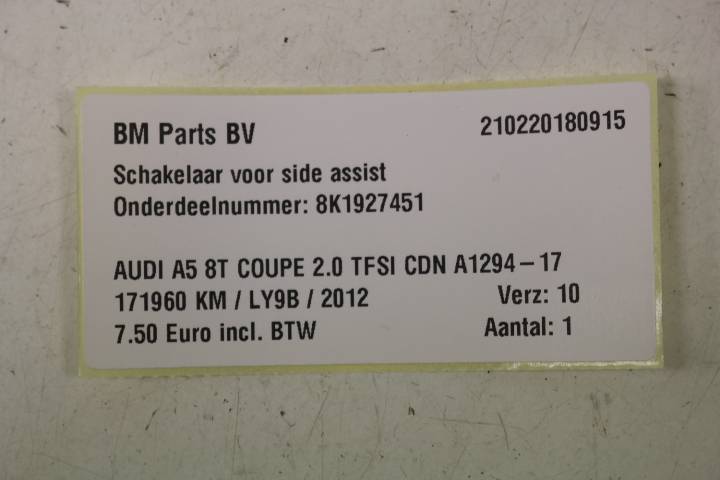 BM Parts BV 210220180915
Schakelaar voor side assist
Onderdeelnummer: 8K1927451
AUDI A5 8T COUPE 2.0 TFSI CDN A1294-17
171960 KM / LY9B / 2012 Verz: 10
7.50 Euro incl. BTW Aantal: 1